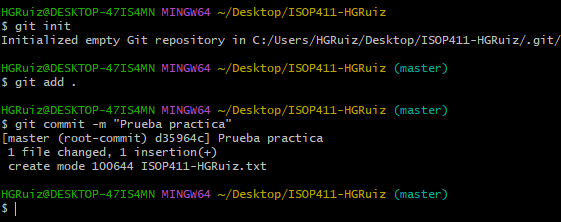 HGRuiz@DESKTOP-47IS4MN MINGW64 ~/Desktop/ISOP411-HGRuiz
$ git init
Initialized empty Git repository in C:/Users/HGRuiz/Desktop/ISOP411-HGRuiz/.git/
HGRuiz@DESKTOP-47IS4MN MINGW64 ~/Desktop/ISOP411-HGRuiz (master)
$ git add .
HGRuiz@DESKTOP-47IS4MN MINGW64 ~/Desktop/ISOP411-HGRuiz (master)
$ git commit -m "Prueba practica"
[master (root-commit) d35964c] Prueba practica
1 file changed, 1 insertion(+)
create mode 100644 ISOP411-HGRuiz.txt
HGRuiz@DESKTOP-47IS4MN MINGW64 ~/Desktop/ISOP411-HGRuiz (master)
$